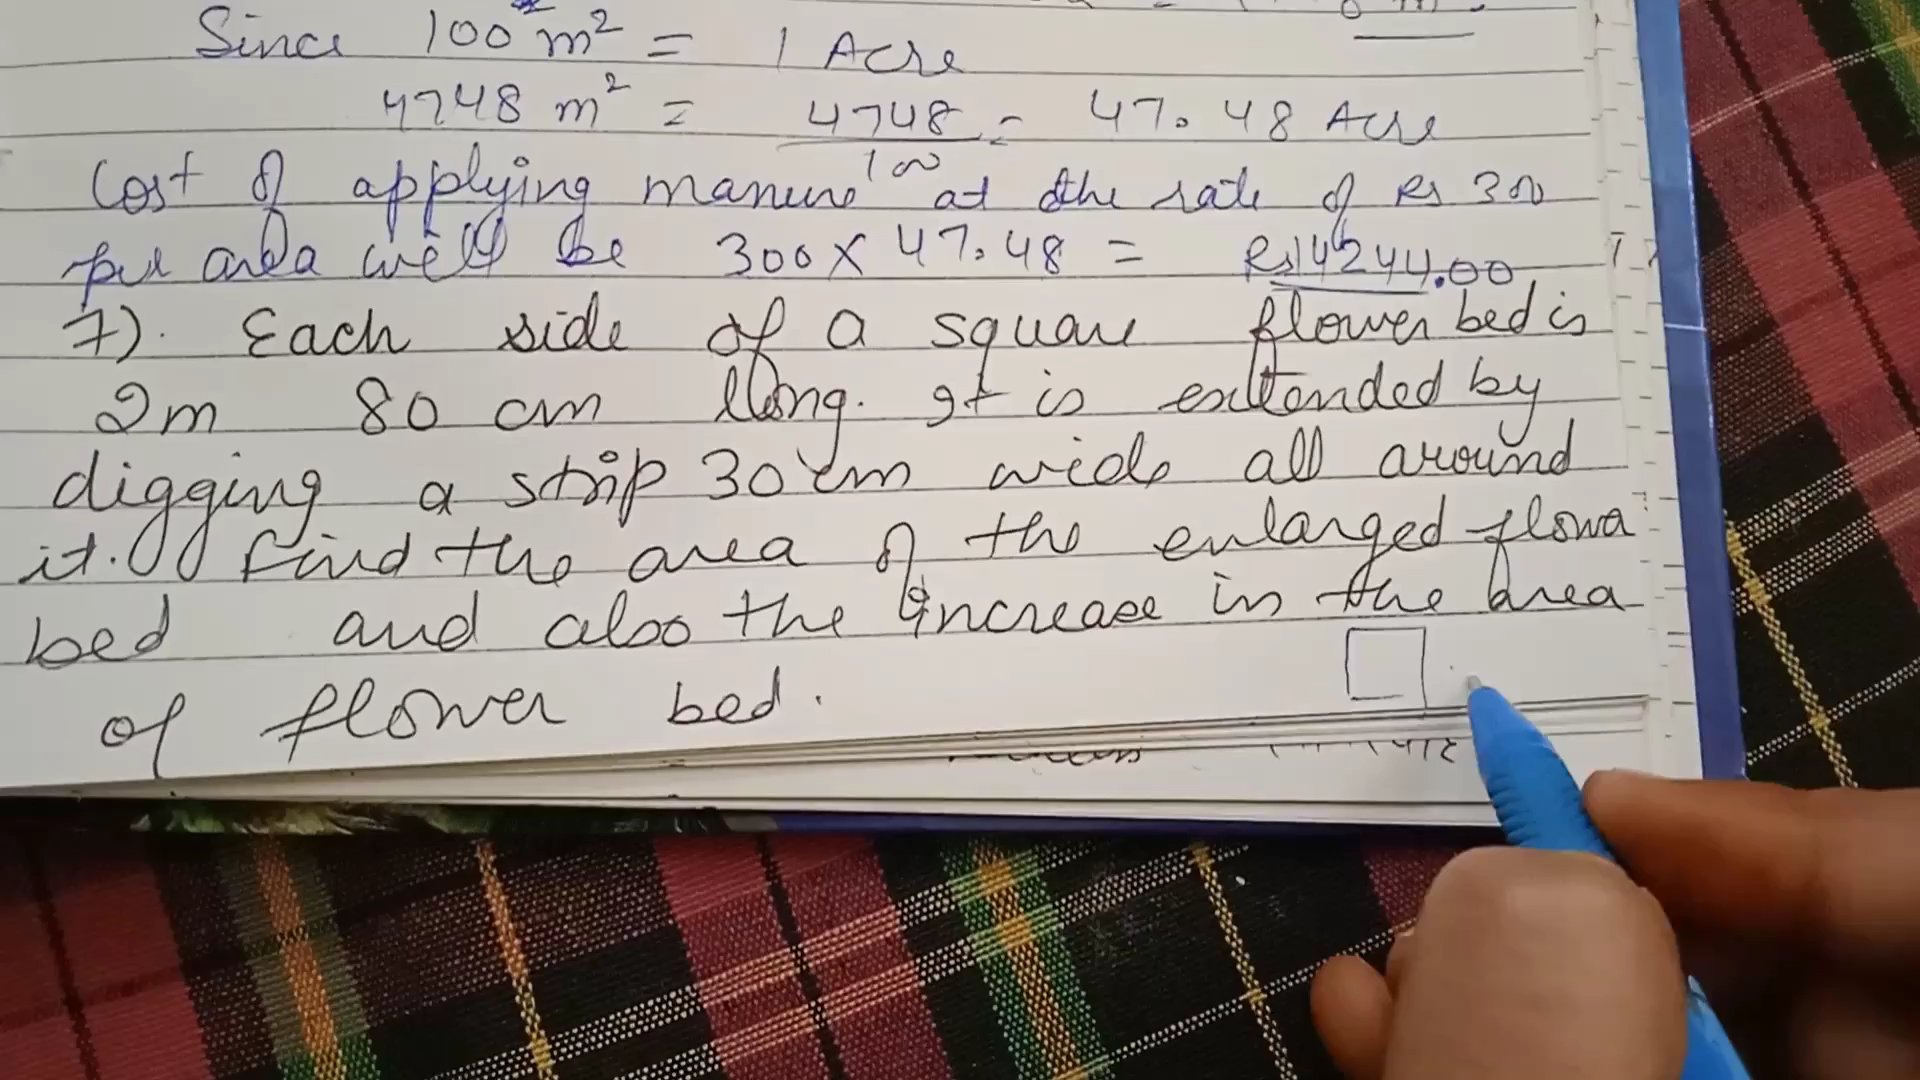 Since 100 m² = 1 Acre
4748 m² = 4748/100 = 47.48 Acre
Cost of applying manure at the rate of Rs 300
per area will be 300 × 47.48 = Rs 14244.00
7). Each side of a square flower bed is
2m 80 cm long. It is extended by
digging a strip 30 cm wide all around
it. Find the area of the enlarged flower
bed and also the increase in the area
of flower bed.